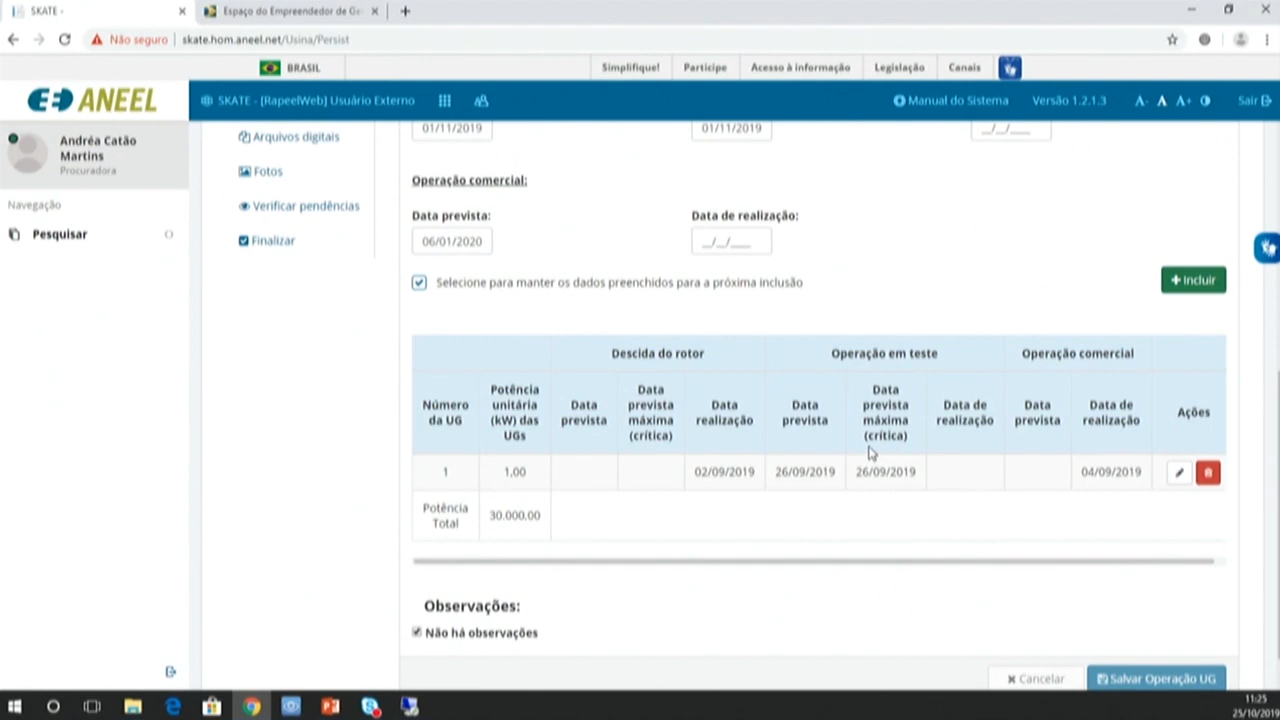 SKATE -
Espaço do Empreendedor de Ge
Não seguro
skate.hom.aneel.net/Usina/Persist
BRASIL
Simplifique!
Participe
Acesso à informação
Legislação
Canais
ANEEL
SKATE - [RapeelWeb] Usuário Externo
Manual do Sistema
Versão 1.2.1.3
A-
A
A+
Sair
Andréa Catão
Martins
Procuradora
Navegação
Pesquisar
Arquivos digitais
Fotos
Verificar pendências
Finalizar
01/11/2019
01/11/2019
_/_/___
Operação comercial:
Data prevista:
Data de realização:
06/01/2020
_/_/___
Selecione para manter os dados preenchidos para a próxima inclusão
+ Incluir
Descida do rotor
Operação em teste
Operação comercial
Número
da UG
Potência
unitária
(kW) das
UGs
Data
prevista
Data
prevista
máxima
(crítica)
Data
realização
Data
prevista
Data
prevista
máxima
(crítica)
Data de
realização
Data
prevista
Data de
realização
Ações
1
1,00
02/09/2019
26/09/2019
26/09/2019
04/09/2019
Potência
Total
30.000,00
Observações:
Não há observações
Cancelar
Salvar Operação UG
11:25
25/10/2019